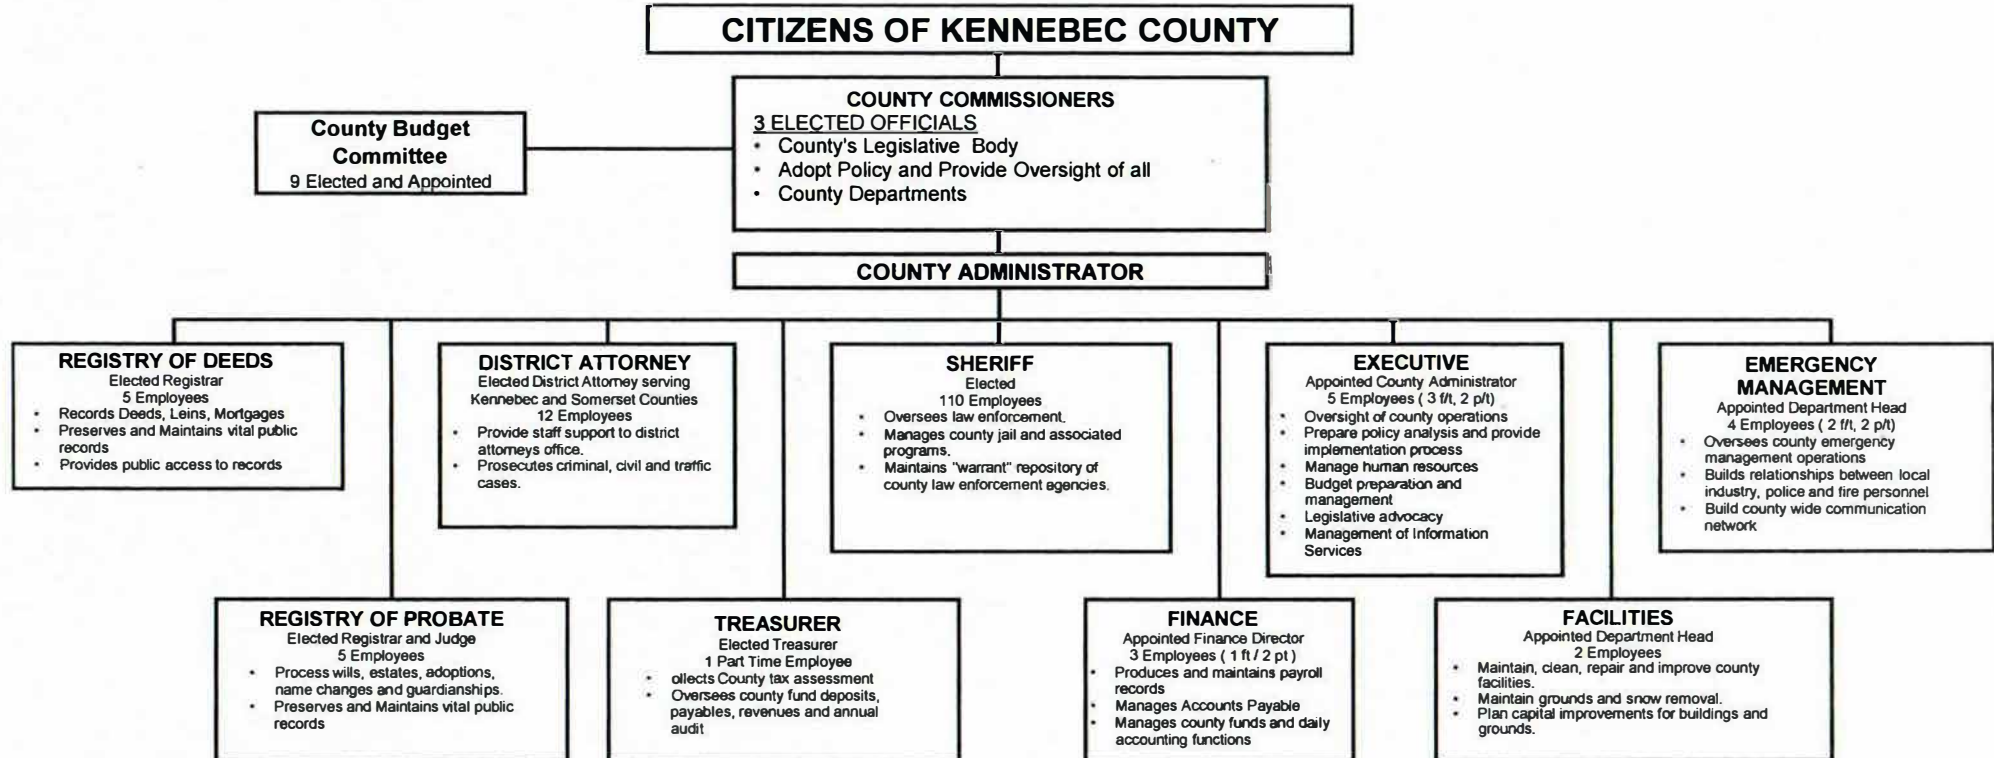 CITIZENS OF KENNEBEC COUNTY
COUNTY COMMISSIONERS
3 ELECTED OFFICIALS
• County's Legislative Body
• Adopt Policy and Provide Oversight of all
• County Departments
County Budget
Committee
9 Elected and Appointed
COUNTY ADMINISTRATOR
REGISTRY OF DEEDS
Elected Registrar
5 Employees
• Records Deeds, Leins, Mortgages
• Preserves and Maintains vital public
records
• Provides public access to records
DISTRICT ATTORNEY
Elected District Attorney serving
Kennebec and Somerset Counties
12 Employees
• Provide staff support to district
attorneys office.
• Prosecutes criminal, civil and traffic
cases.
SHERIFF
Elected
110 Employees
• Oversees law enforcement.
• Manages county jail and associated
programs.
• Maintains "warrant" repository of
county law enforcement agencies.
EXECUTIVE
Appointed County Administrator
5 Employees ( 3 f/t, 2 p/t)
• Oversight of county operations
• Prepare policy analysis and provide
implementation process
• Manage human resources
• Budget preparation and
management
• Legislative advocacy
• Management of Information
Services
EMERGENCY
MANAGEMENT
Appointed Department Head
4 Employees ( 2 f/t, 2 p/t)
• Oversees county emergency
management operations
• Builds relationships between local
industry, police and fire personnel
• Build county wide communication
network
REGISTRY OF PROBATE
Elected Registrar and Judge
5 Employees
• Process wills, estates, adoptions,
name changes and guardianships.
• Preserves and Maintains vital public
records
TREASURER
Elected Treasurer
1 Part Time Employee
• ollects County tax assessment
• Oversees county fund deposits,
payables, revenues and annual
audit
FINANCE
Appointed Finance Director
3 Employees ( 1 ft / 2 pt )
• Produces and maintains payroll
records
• Manages Accounts Payable
• Manages county funds and daily
accounting functions
FACILITIES
Appointed Department Head
2 Employees
• Maintain, clean, repair and improve county
facilities.
• Maintain grounds and snow removal.
• Plan capital improvements for buildings and
grounds.